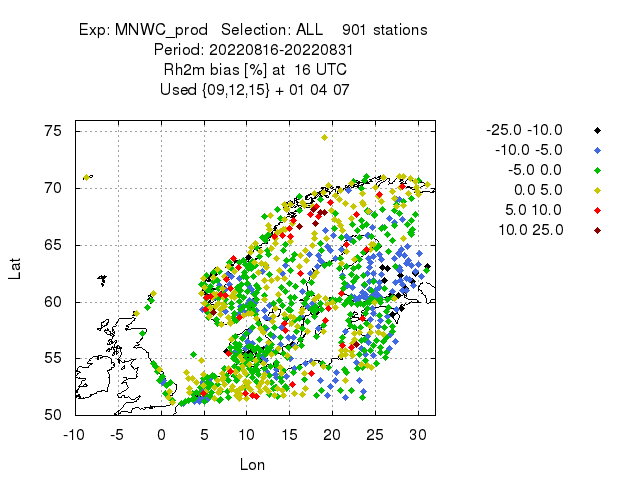 Exp: MNWC_prod Selection: ALL 901 stations
Period: 20220816-20220831
Rh2m bias [%] at 16 UTC
Used {09,12,15} + 01 04 07
-25.0 -10.0
-10.0 -5.0
-5.0 0.0
0.0 5.0
5.0 10.0
10.0 25.0
75
70
65
60
55
50
Lat
-10 -5 0 5 10 15 20 25 30
Lon